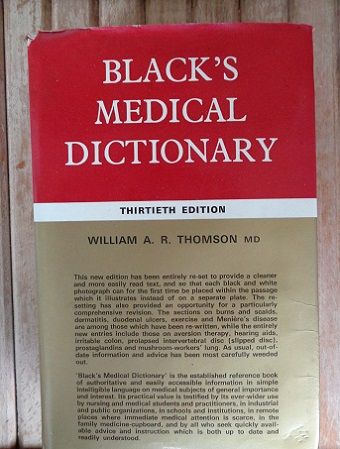 BLACK'S
MEDICAL
DICTIONARY
THIRTIETH EDITION
WILLIAM A. R. THOMSON MD
This new edition has been entirely re-set to provide a cleaner
and more easily read text, and so that each black and white
photograph can for the first time be placed within the passage
which it illustrates instead of on a separate plate. The re-
setting has also provided an opportunity for a particularly
comprehensive revision. The sections on burns and scalds,
dermatitis, duodenal ulcers, exercise and Menière's disease
are among those which have been re-written, while the entirely
new entries include those on aversion therapy, hearing aids,
irritable colon, prolapsed intervertebral disc (slipped disc),
prostaglandins and mushroom-workers' lung. As usual, out-of-
date information and advice has been most carefully weeded
out.
'Black's Medical Dictionary' is the established reference book
of authoritative and easily accessible information in simple
intelligible language on medical subjects of general importance
and interest. Its practical value is testified by its ever-wider use
by nursing and medical students and practitioners, in industrial
and public organizations, in schools and institutions, in remote
places where immediate medical attention is scarce, in the
family medicine-cupboard, and by all who seek quickly avail-
able advice and instruction which is both up to date and
readily understood.